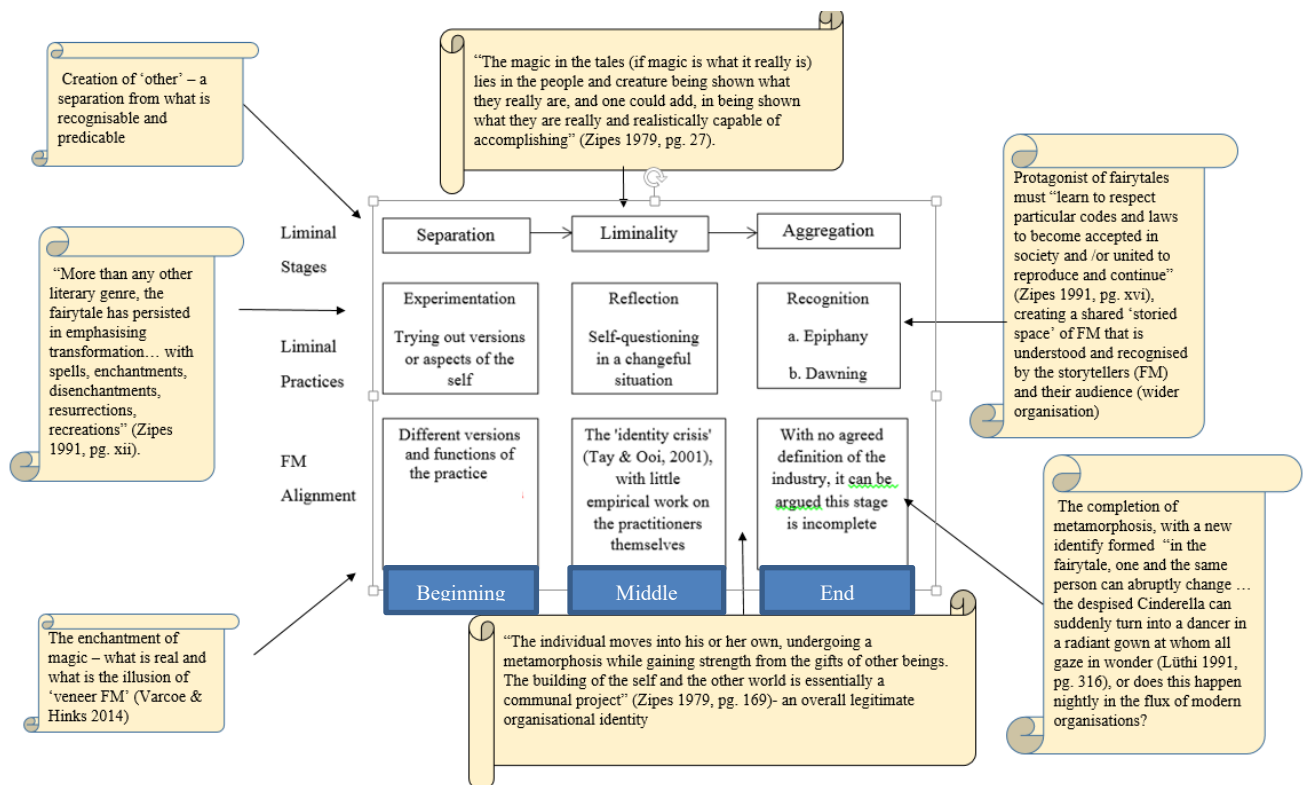 Creation of ‘other’ – a
separation from what is
recognisable and
predicable
“The magic in the tales (if magic is what it really is)
lies in the people and creature being shown what
they really are, and one could add, in being shown
what they are really and realistically capable of
accomplishing” (Zipes 1979, pg. 27).
Protagonist of fairytales
must “learn to respect
particular codes and laws
to become accepted in
society and /or united to
reproduce and continue”
(Zipes 1991, pg. xvi),
creating a shared ‘storied
space’ of FM that is
understood and recognised
by the storytellers (FM)
and their audience (wider
organisation)
“More than any other
literary genre, the
fairytale has persisted in
emphasising
transformation… with
spells, enchantments,
disenchantments,
resurrections,
recreations” (Zipes
1991, pg. xii).
Liminal
Stages
Separation
Liminality
Aggregation
Liminal
Practices
Experimentation
Trying out versions
or aspects of the
self
Reflection
Self-questioning
in a changeful
situation
Recognition
a. Epiphany
b. Dawning
FM
Alignment
Different versions
and functions of
the practice
The 'identity crisis'
(Tay & Ooi, 2001),
with little
empirical work on
the practitioners
themselves
With no agreed
definition of the
industry, it can be
argued this stage
is incomplete
Beginning
Middle
End
The enchantment of
magic – what is real and
what is the illusion of
‘veneer FM’ (Varcoe &
Hinks 2014)
“The individual moves into his or her own, undergoing a
metamorphosis while gaining strength from the gifts of other beings.
The building of the self and the other world is essentially a
communal project” (Zipes 1979, pg. 169)- an overall legitimate
organisational identity
The completion of
metamorphosis, with a new
identify formed “in the
fairytale, one and the same
person can abruptly change …
the despised Cinderella can
suddenly turn into a dancer in
a radiant gown at whom all
gaze in wonder (Lüthi 1991,
pg. 316), or does this happen
nightly in the flux of modern
organisations?